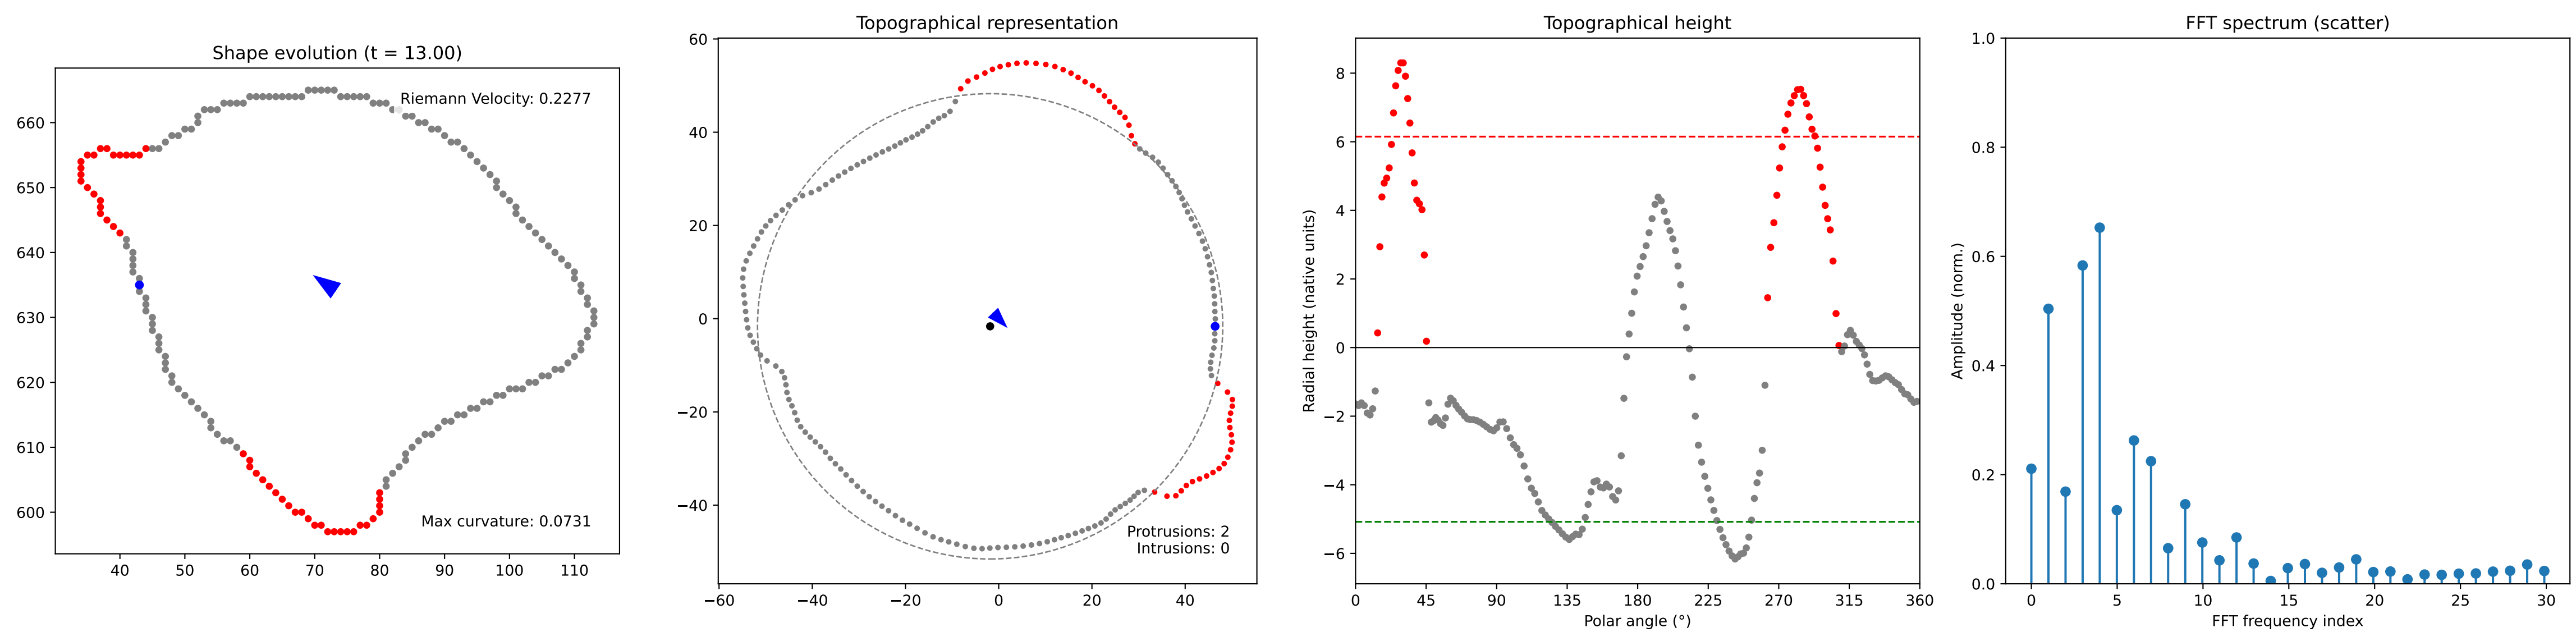 Shape evolution (t = 13.00)
Riemann Velocity: 0.2277
Max curvature: 0.0731
660
650
640
630
620
610
600
40 50 60 70 80 90 100 110
Topographical representation
60
40
20
0
−20
−40
−60 −40 −20 0 20 40
Protrusions: 2
Intrusions: 0
Topographical height
Radial height (native units)
8
6
4
2
0
−2
−4
−6
0 45 90 135 180 225 270 315 360
Polar angle (°)
FFT spectrum (scatter)
Amplitude (norm.)
1.0
0.8
0.6
0.4
0.2
0.0
0 5 10 15 20 25 30
FFT frequency index